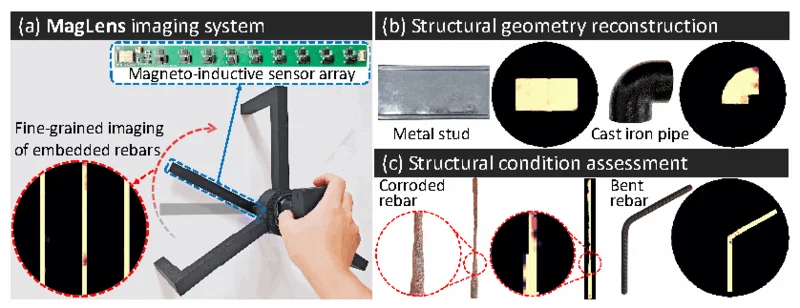 (a) MagLens imaging system
Magneto-inductive sensor array
Fine-grained imaging
of embedded rebars
(b) Structural geometry reconstruction
Metal stud
Cast iron pipe
(c) Structural condition assessment
Corroded
rebar
Bent
rebar